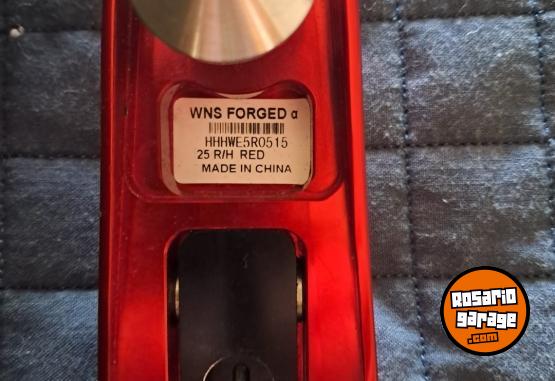 WNS FORGED α
HHHWE5R0515
25 R/H RED
MADE IN CHINA
ROSARIO
garage
.com